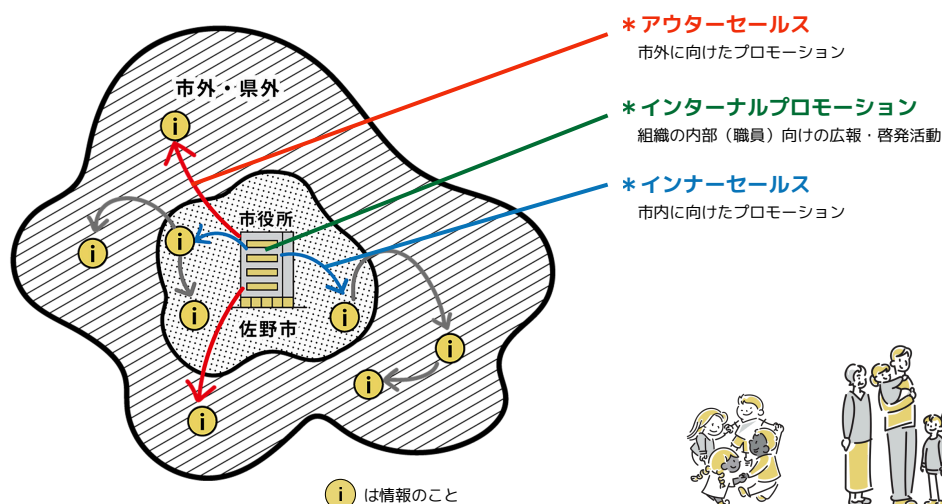 ＊アウターセールス
市外に向けたプロモーション
＊インターナルプロモーション
組織の内部（職員）向けの広報・啓発活動
＊インナーセールス
市内に向けたプロモーション
市外・県外
i
i
市役所
i
i
i
佐野市
i
i
i
i は情報のこと